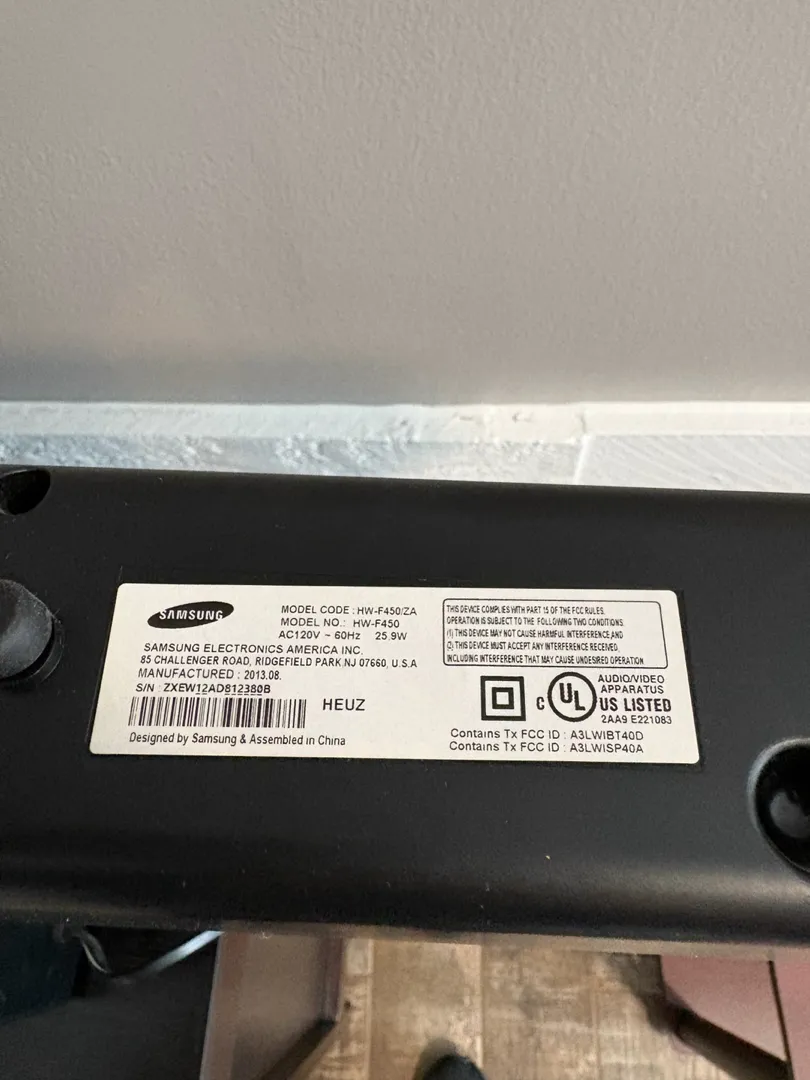 SAMSUNG
MODEL CODE : HW-F450/ZA
MODEL NO.: HW-F450
AC120V ~ 60Hz 25.9W
SAMSUNG ELECTRONICS AMERICA INC.
85 CHALLENGER ROAD, RIDGEFIELD PARK,NJ 07660, U.S.A
MANUFACTURED : 2013.08.
S/N : ZXEW12AD812380B
HEUZ
Designed by Samsung & Assembled in China
THIS DEVICE COMPLIES WITH PART 15 OF THE FCC RULES.
OPERATION IS SUBJECT TO THE FOLLOWING TWO CONDITIONS.
(1) THIS DEVICE MAY NOT CAUSE HARMFUL INTERFERENCE,AND
(2) THIS DEVICE MUST ACCEPT ANY INTERFERENCE RECEIVED,
INCLUDING INTERFERENCE THAT MAY CAUSE UNDESIRED OPERATION
C UL US LISTED
AUDIO/VIDEO
APPARATUS
2AA9 E221083
Contains Tx FCC ID : A3LWIBT40D
Contains Tx FCC ID : A3LWISP40A